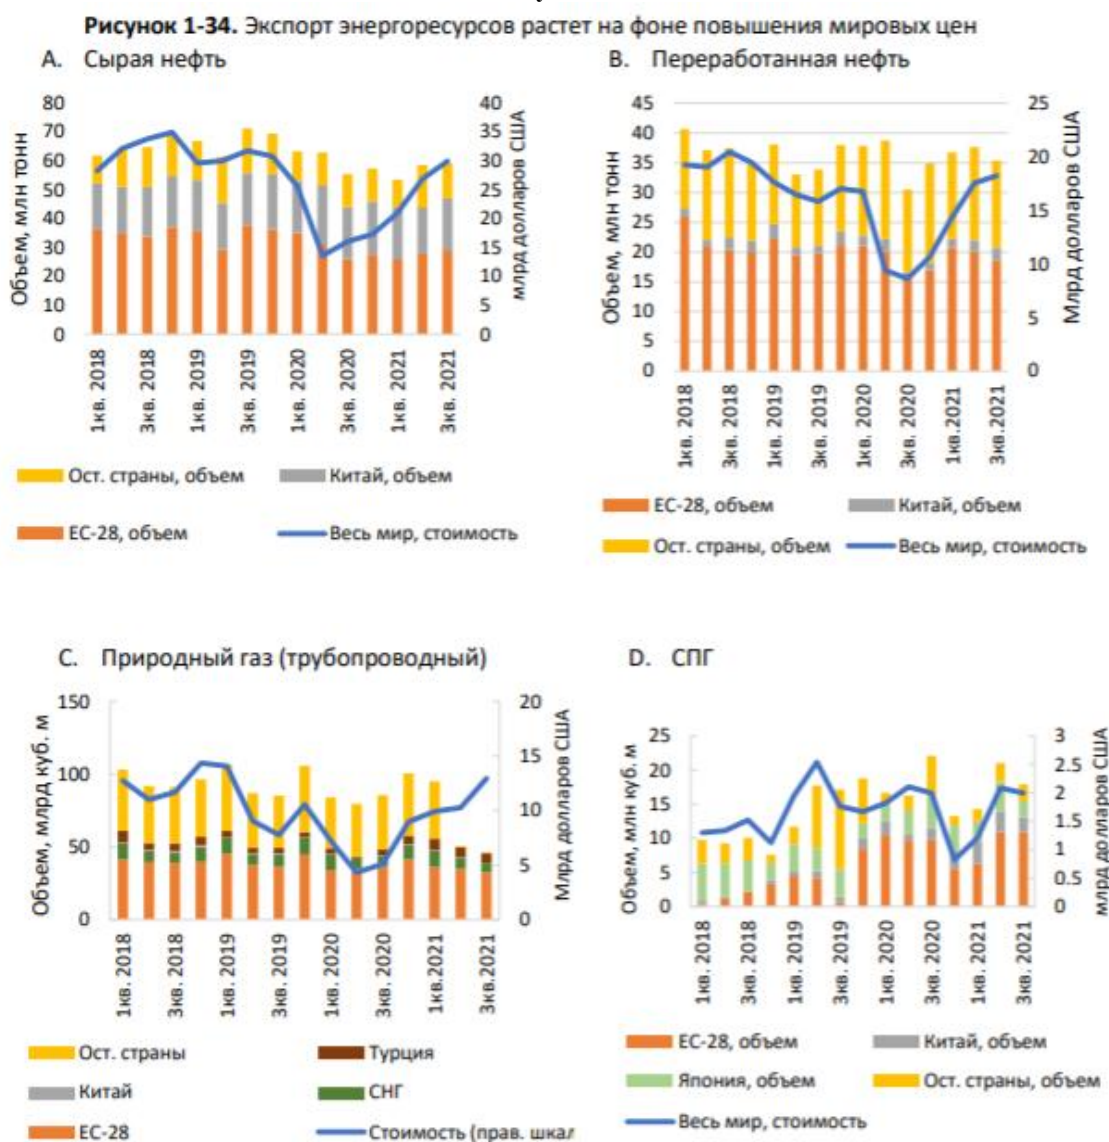 Рисунок 1-34. Экспорт энергоресурсов растет на фоне повышения мировых цен
A. Сырая нефть
80
70
60
50
40
30
20
10
0
Объем, млн тонн
40
35
30
25
20
15
10
5
0
млрд долларов США
1кв. 2018
3кв. 2018
1кв. 2019
3кв. 2019
1кв. 2020
3кв. 2020
1кв. 2021
3кв. 2021
Ост. страны, объем
Китай, объем
ЕС-28, объем
Весь мир, стоимость
B. Переработанная нефть
45
40
35
30
25
20
15
10
5
0
Объем, млн тонн
25
20
15
10
5
0
Млрд долларов США
1кв. 2018
3кв. 2018
1кв. 2019
3кв. 2019
1кв. 2020
3кв. 2020
1кв.2021
3кв.2021
ЕС-28, объем
Китай, объем
Ост. страны, объем
Весь мир, стоимость
C. Природный газ (трубопроводный)
150
100
50
0
Объем, млрд куб. м
20
15
10
5
0
Млрд долларов США
1кв. 2018
3кв. 2018
1кв. 2019
3кв. 2019
1кв. 2020
3кв. 2020
1кв. 2021
3кв. 2021
Ост. страны
Турция
Китай
СНГ
ЕС-28
Стоимость (прав. шкал
D. СПГ
25
20
15
10
5
0
Объем, млн куб. м
3
2.5
2
1.5
1
0.5
0
млрд долларов США
1кв. 2018
3кв. 2018
1кв. 2019
3кв. 2019
1кв. 2020
3кв. 2020
1кв. 2021
3кв. 2021
ЕС-28, объем
Китай, объем
Япония, объем
Ост. страны, объем
Весь мир, стоимость